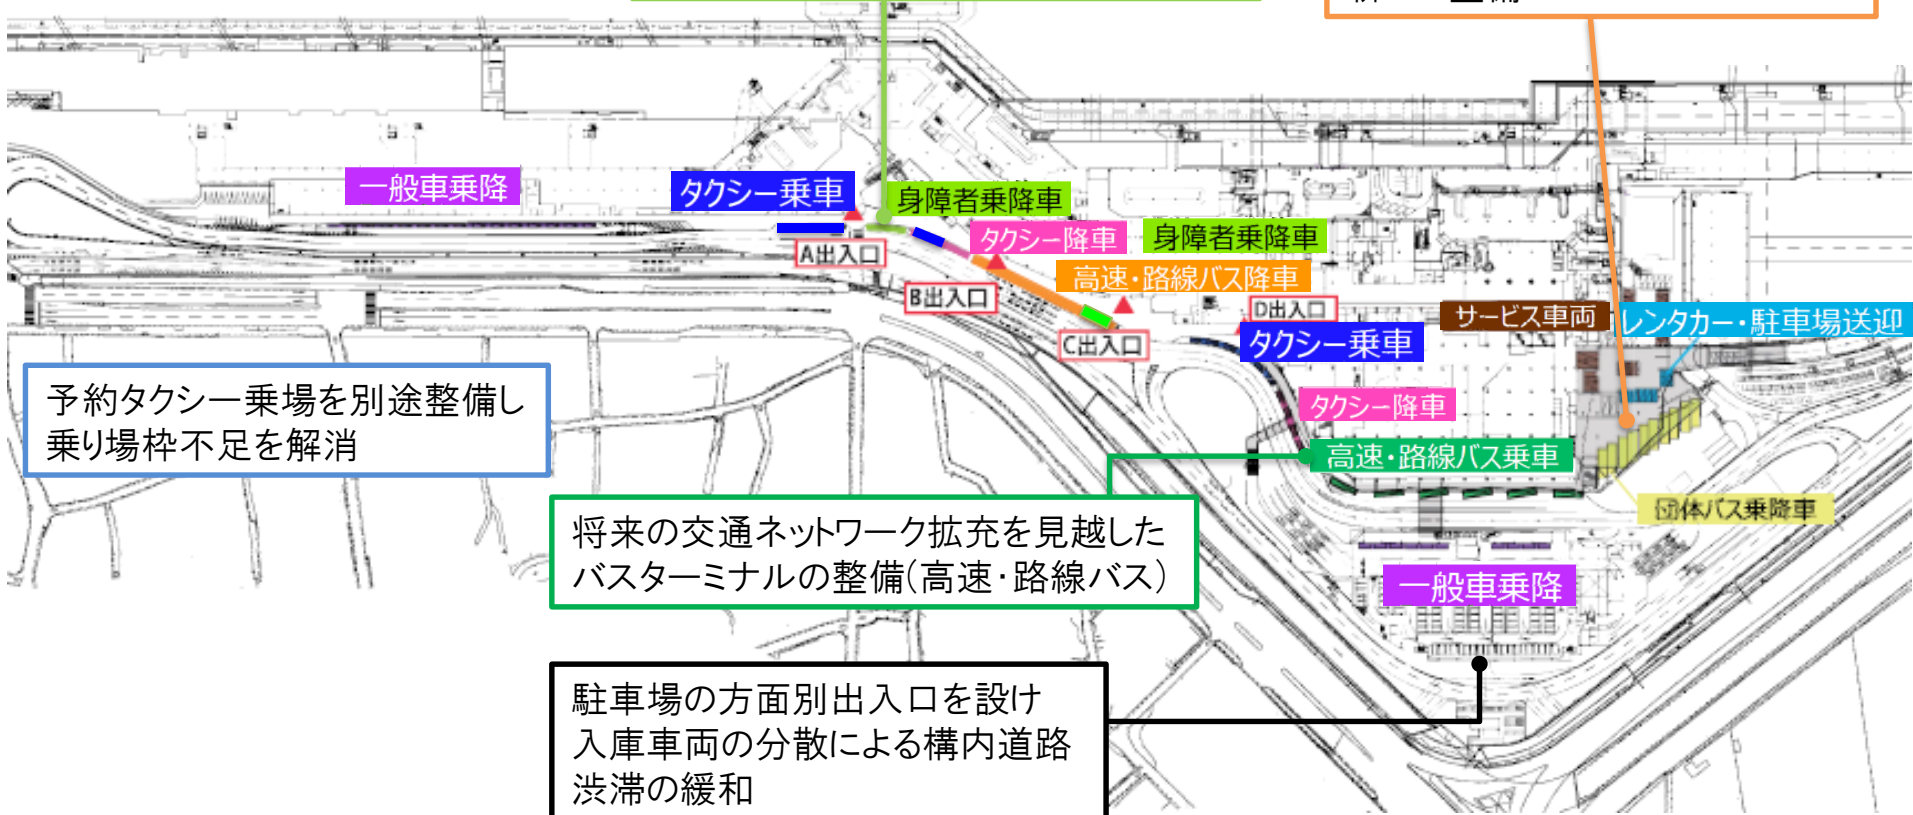 一般車乗降
タクシー乗車
身障者乗降車
A出入口
タクシー降車
身障者乗降車
高速・路線バス降車
B出入口
C出入口
D出入口
タクシー乗車
サービス車両
レンタカー・駐車場送迎
予約タクシー乗場を別途整備し
乗り場枠不足を解消
タクシー降車
高速・路線バス乗車
団体バス乗降車
将来の交通ネットワーク拡充を見越した
バスターミナルの整備(高速・路線バス)
一般車乗降
駐車場の方面別出入口を設け
入庫車両の分散による構内道路
渋滞の緩和